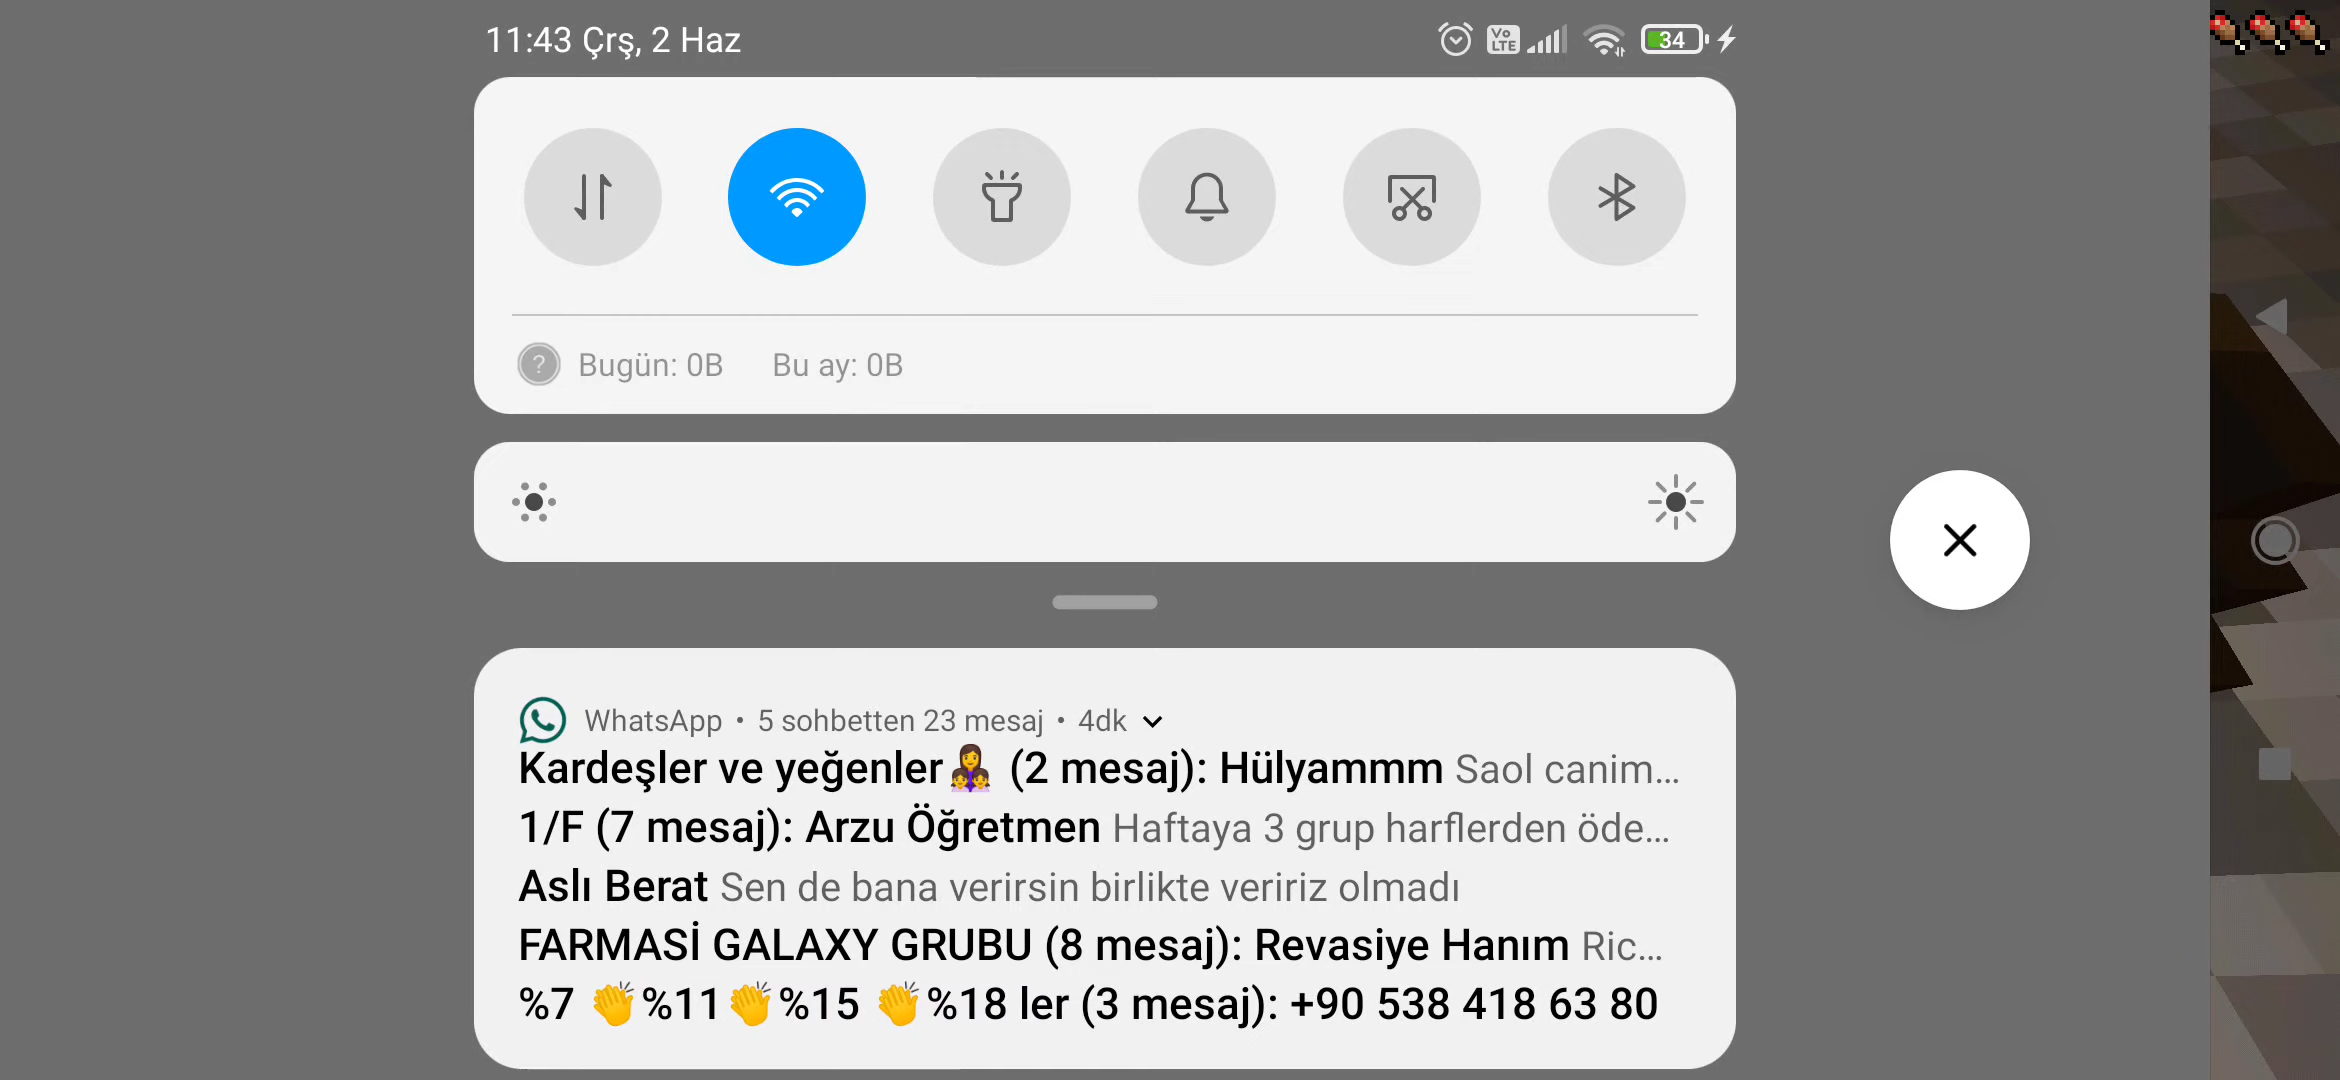 11:43 Çrş, 2 Haz
Vo LTE
34
Bugün: 0B Bu ay: 0B
WhatsApp • 5 sohbetten 23 mesaj • 4dk
Kardeşler ve yeğenler👩‍👧‍👧 (2 mesaj): Hülyammm Saol canim...
1/F (7 mesaj): Arzu Öğretmen Haftaya 3 grup harflerden öde...
Aslı Berat Sen de bana verirsin birlikte veririz olmadı
FARMASİ GALAXY GRUBU (8 mesaj): Revasiye Hanım Ric...
%7 👏%11👏%15 👏%18 ler (3 mesaj): +90 538 418 63 80